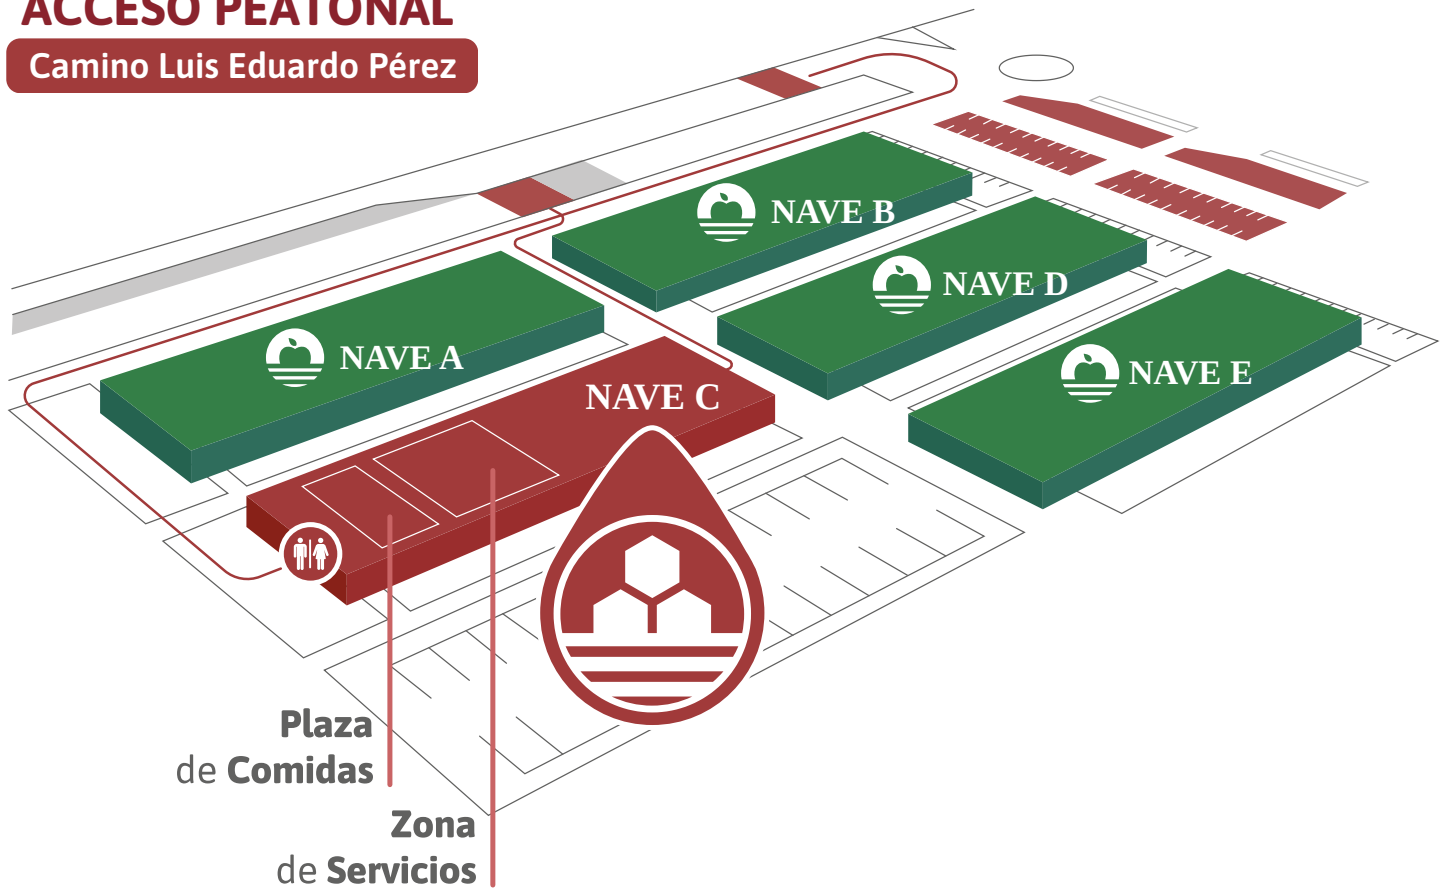 ACCESO PEATONAL
Camino Luis Eduardo Pérez
NAVE B
NAVE D
NAVE A
NAVE E
NAVE C
Plaza
de Comidas
Zona
de Servicios